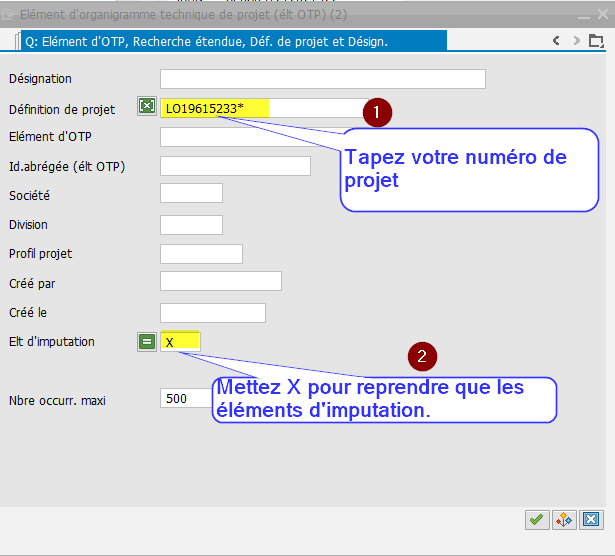 Elément d'organigramme technique de projet (élt OTP) (2)
Q: Elément d'OTP, Recherche étendue, Déf. de projet et Désign.
Désignation
Définition de projet LO19615233*
1
Tapez votre numéro de
projet
Elément d'OTP
Id.abrégée (élt OTP)
Société
Division
Profil projet
Créé par
Créé le
Elt d'imputation = X
2
Mettez X pour reprendre que les
éléments d'imputation.
Nbre occurr. maxi 500